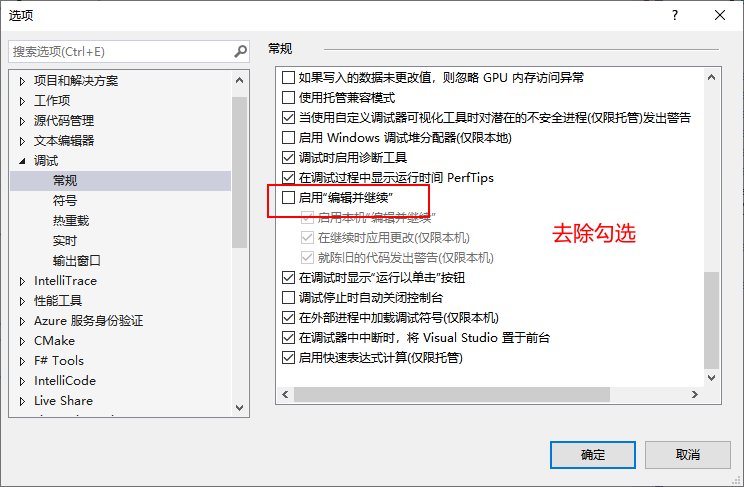 选项
搜索选项(Ctrl+E)
项目和解决方案
工作项
源代码管理
文本编辑器
调试
常规
符号
热重载
实时
输出窗口
IntelliTrace
性能工具
Azure 服务身份验证
CMake
F# Tools
IntelliCode
Live Share
常规
如果写入的数据未更改值，则忽略 GPU 内存访问异常
使用托管兼容模式
当使用自定义调试器可视化工具时对潜在的不安全进程(仅限托管)发出警告
启用 Windows 调试堆分配器(仅限本地)
调试时启用诊断工具
在调试过程中显示运行时间 PerfTips
启用“编辑并继续”
启用本机“编辑并继续”
在继续时应用更改(仅限本机)
就陈旧的代码发出警告(仅限本机)
在调试时显示“运行以单击”按钮
调试停止时自动关闭控制台
在外部进程中加载调试符号(仅限本机)
在调试器中中断时，将 Visual Studio 置于前台
启用快速表达式计算(仅限托管)
去除勾选
确定
取消